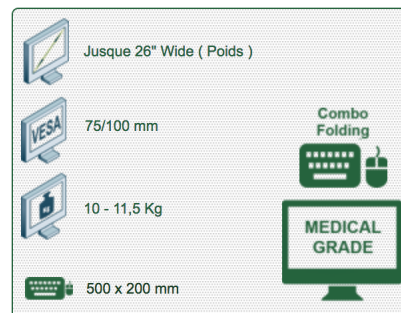 Jusque 26" Wide ( Poids )
VESA
75/100 mm
Combo
Folding
KG
10 - 11,5 Kg
MEDICAL
GRADE
500 x 200 mm